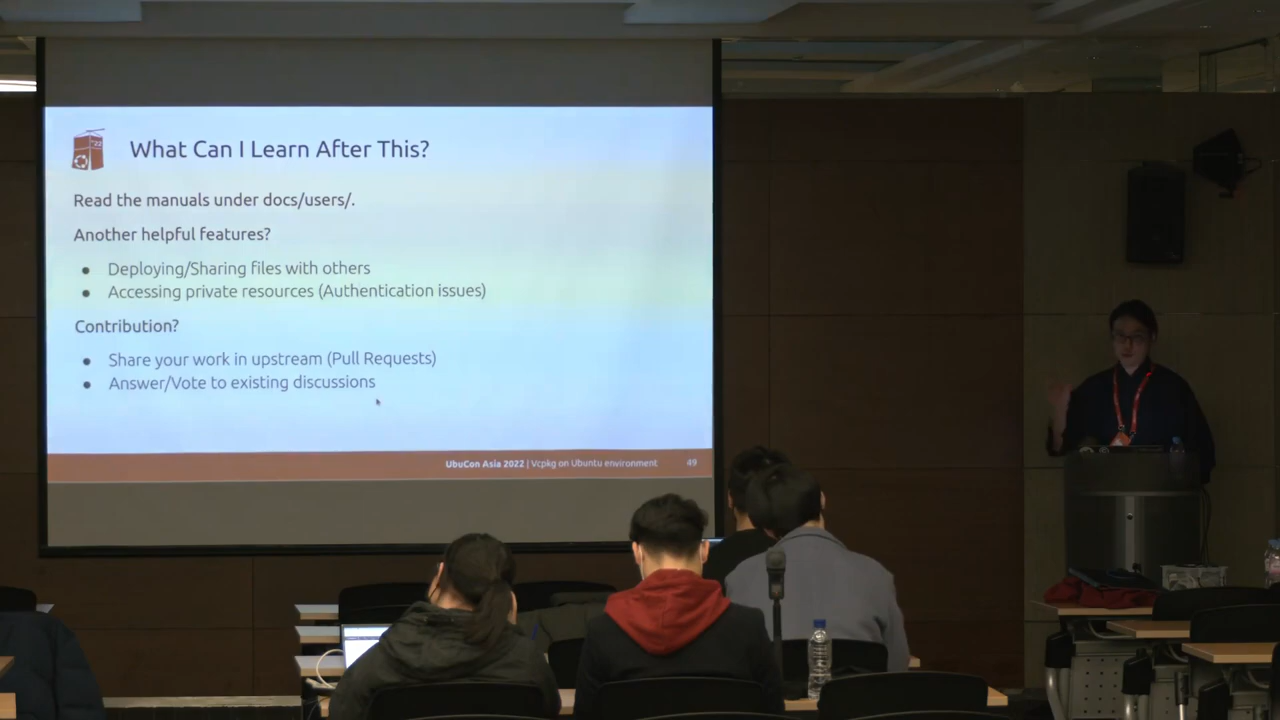 '22
What Can I Learn After This?
Read the manuals under docs/users/.
Another helpful features?
● Deploying/Sharing files with others
● Accessing private resources (Authentication issues)
Contribution?
● Share your work in upstream (Pull Requests)
● Answer/Vote to existing discussions
UbuCon Asia 2022 | Vcpkg on Ubuntu environment 49